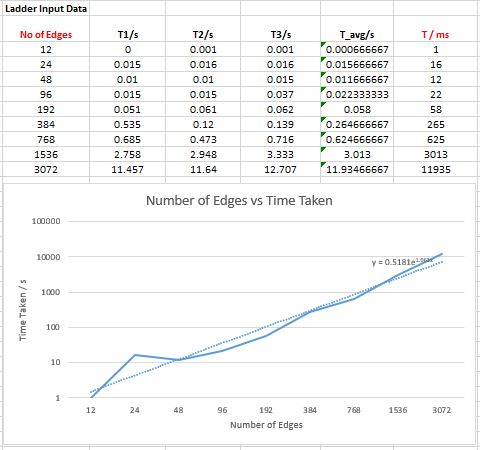 Ladder Input Data
No of Edges T1/s T2/s T3/s T_avg/s T / ms
12 0 0.001 0.001 0.000666667 1
24 0.015 0.016 0.016 0.015666667 16
48 0.01 0.01 0.015 0.011666667 12
96 0.015 0.015 0.037 0.022333333 22
192 0.051 0.061 0.062 0.058 58
384 0.535 0.12 0.139 0.264666667 265
768 0.685 0.473 0.716 0.624666667 625
1536 2.758 2.948 3.333 3.013 3013
3072 11.457 11.64 12.707 11.93466667 11935
Number of Edges vs Time Taken
100000
10000
1000
100
10
1
Time Taken / s
y = 0.5181e
12 24 48 96 192 384 768 1536 3072
Number of Edges